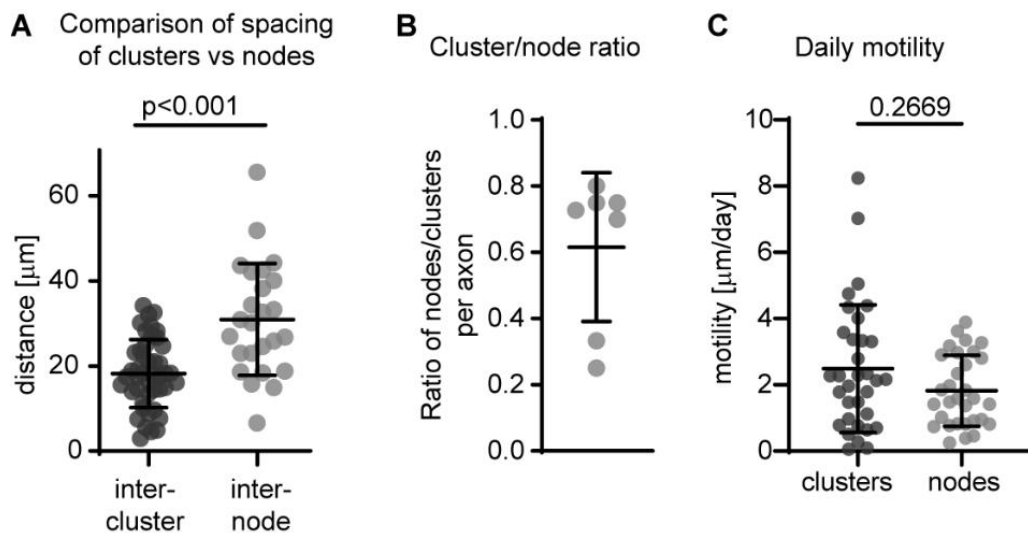 A
Comparison of spacing
of clusters vs nodes
p<0.001
distance [μm]
60
40
20
0
inter-
cluster
inter-
node
B
Cluster/node ratio
Ratio of nodes/clusters
per axon
1.0
0.8
0.6
0.4
0.2
0.0
C
Daily motility
0.2669
motility [μm/day]
10
8
6
4
2
0
clusters
nodes